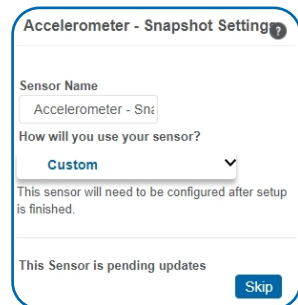 Accelerometer - Snapshot Settings
?
Sensor Name
Accelerometer - Sna
How will you use your sensor?
Custom
This sensor will need to be configured after setup
is finished.
This Sensor is pending updates
Skip